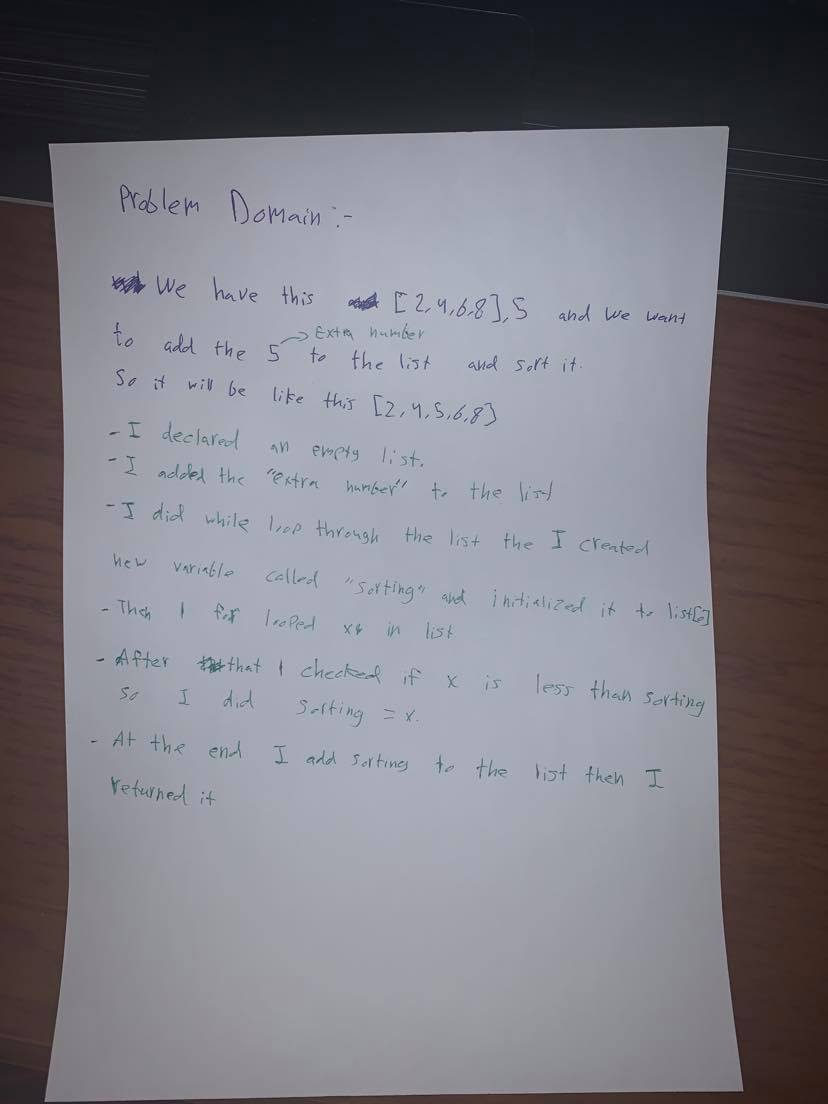 Problem Domain :-
We have this [2,4,6,8],5 and we want
Extra number
to add the 5 to the list and sort it.
So it will be like this [2,4,5,6,8]
- I declared an empty list.
- I added the "extra number" to the list
- I did while loop through the list the I created
new variable called "sorting" and initialized it to list[0]
- Then I for looped x in list
- After that I checked if x is less than sorting
so I did sorting = x.
- At the end I add sorting to the list then I
returned it